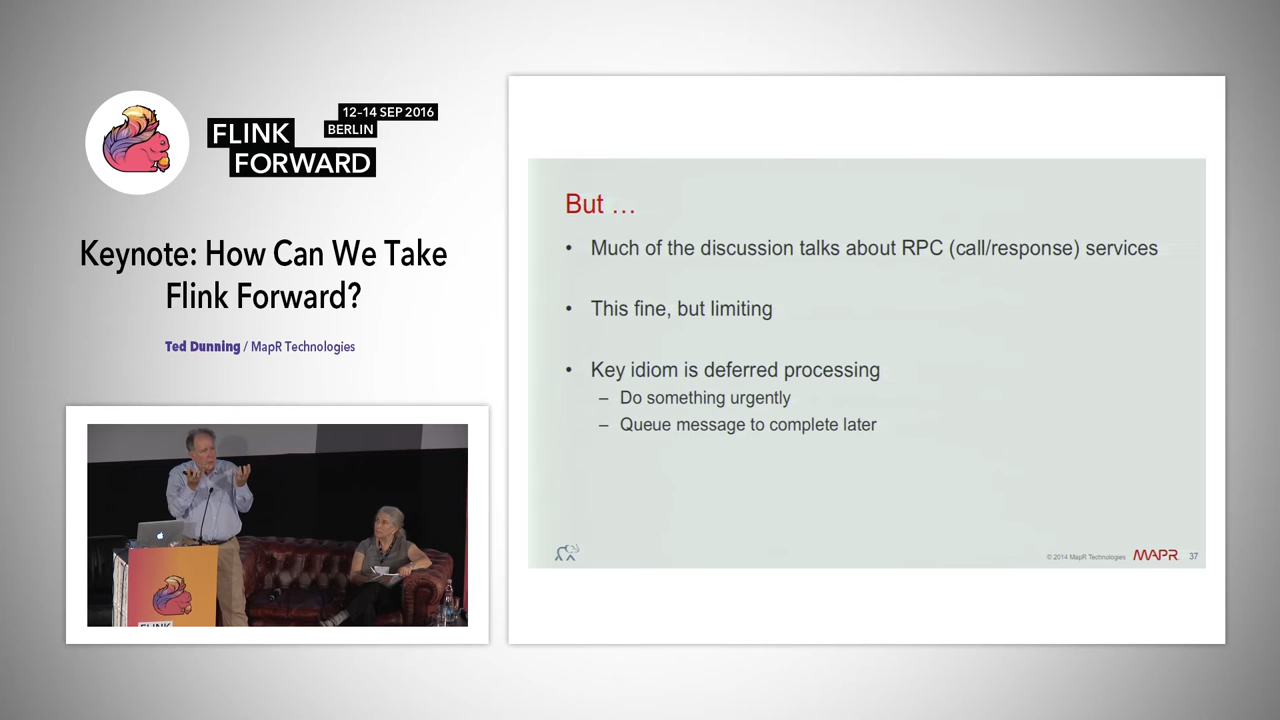 12–14 SEP 2016
BERLIN
FLINK
FORWARD
Keynote: How Can We Take
Flink Forward?
Ted Dunning / MapR Technologies
FLINK
But …
• Much of the discussion talks about RPC (call/response) services
• This fine, but limiting
• Key idiom is deferred processing
– Do something urgently
– Queue message to complete later
© 2014 MapR Technologies MAPR 37